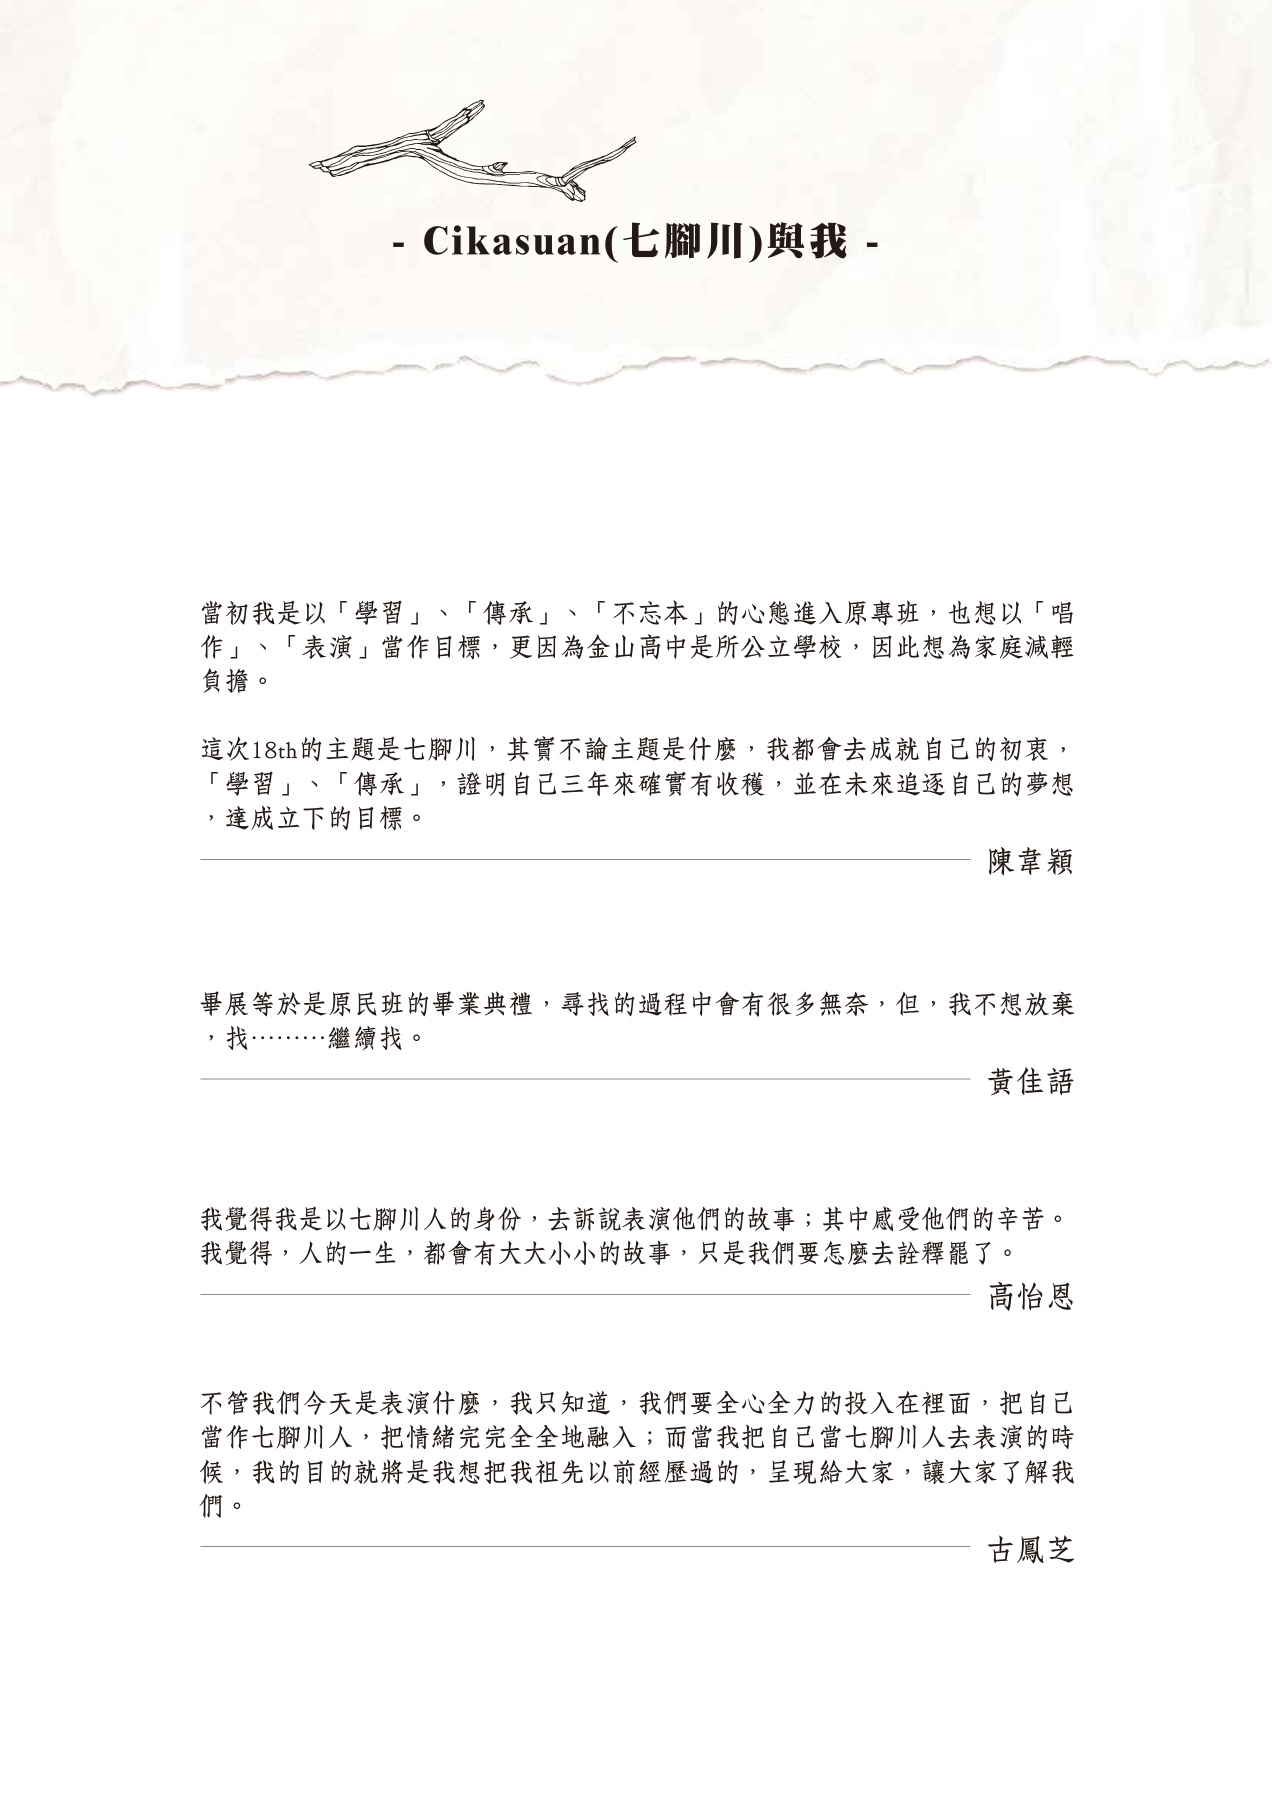 - Cikasuan(七腳川)與我 -
當初我是以「學習」、「傳承」、「不忘本」的心態進入原專班，也想以「唱
作」、「表演」當作目標，更因為金山高中是所公立學校，因此想為家庭減輕
負擔。
這次18th的主題是七腳川，其實不論主題是什麼，我都會去成就自己的初衷，
「學習」、「傳承」，證明自己三年來確實有收穫，並在未來追逐自己的夢想
，達成立下的目標。
陳韋穎
畢展等於是原民班的畢業典禮，尋找的過程中會有很多無奈，但，我不想放棄
，找………繼續找。
黃佳語
我覺得我是以七腳川人的身份，去訴說表演他們的故事；其中感受他們的辛苦。
我覺得，人的一生，都會有大大小小的故事，只是我們要怎麼去詮釋罷了。
高怡恩
不管我們今天是表演什麼，我只知道，我們要全心全力的投入在裡面，把自己
當作七腳川人，把情緒完完全全地融入；而當我把自己當七腳川人去表演的時
候，我的目的就將是我想把我祖先以前經歷過的，呈現給大家，讓大家了解我
們。
古鳳芝